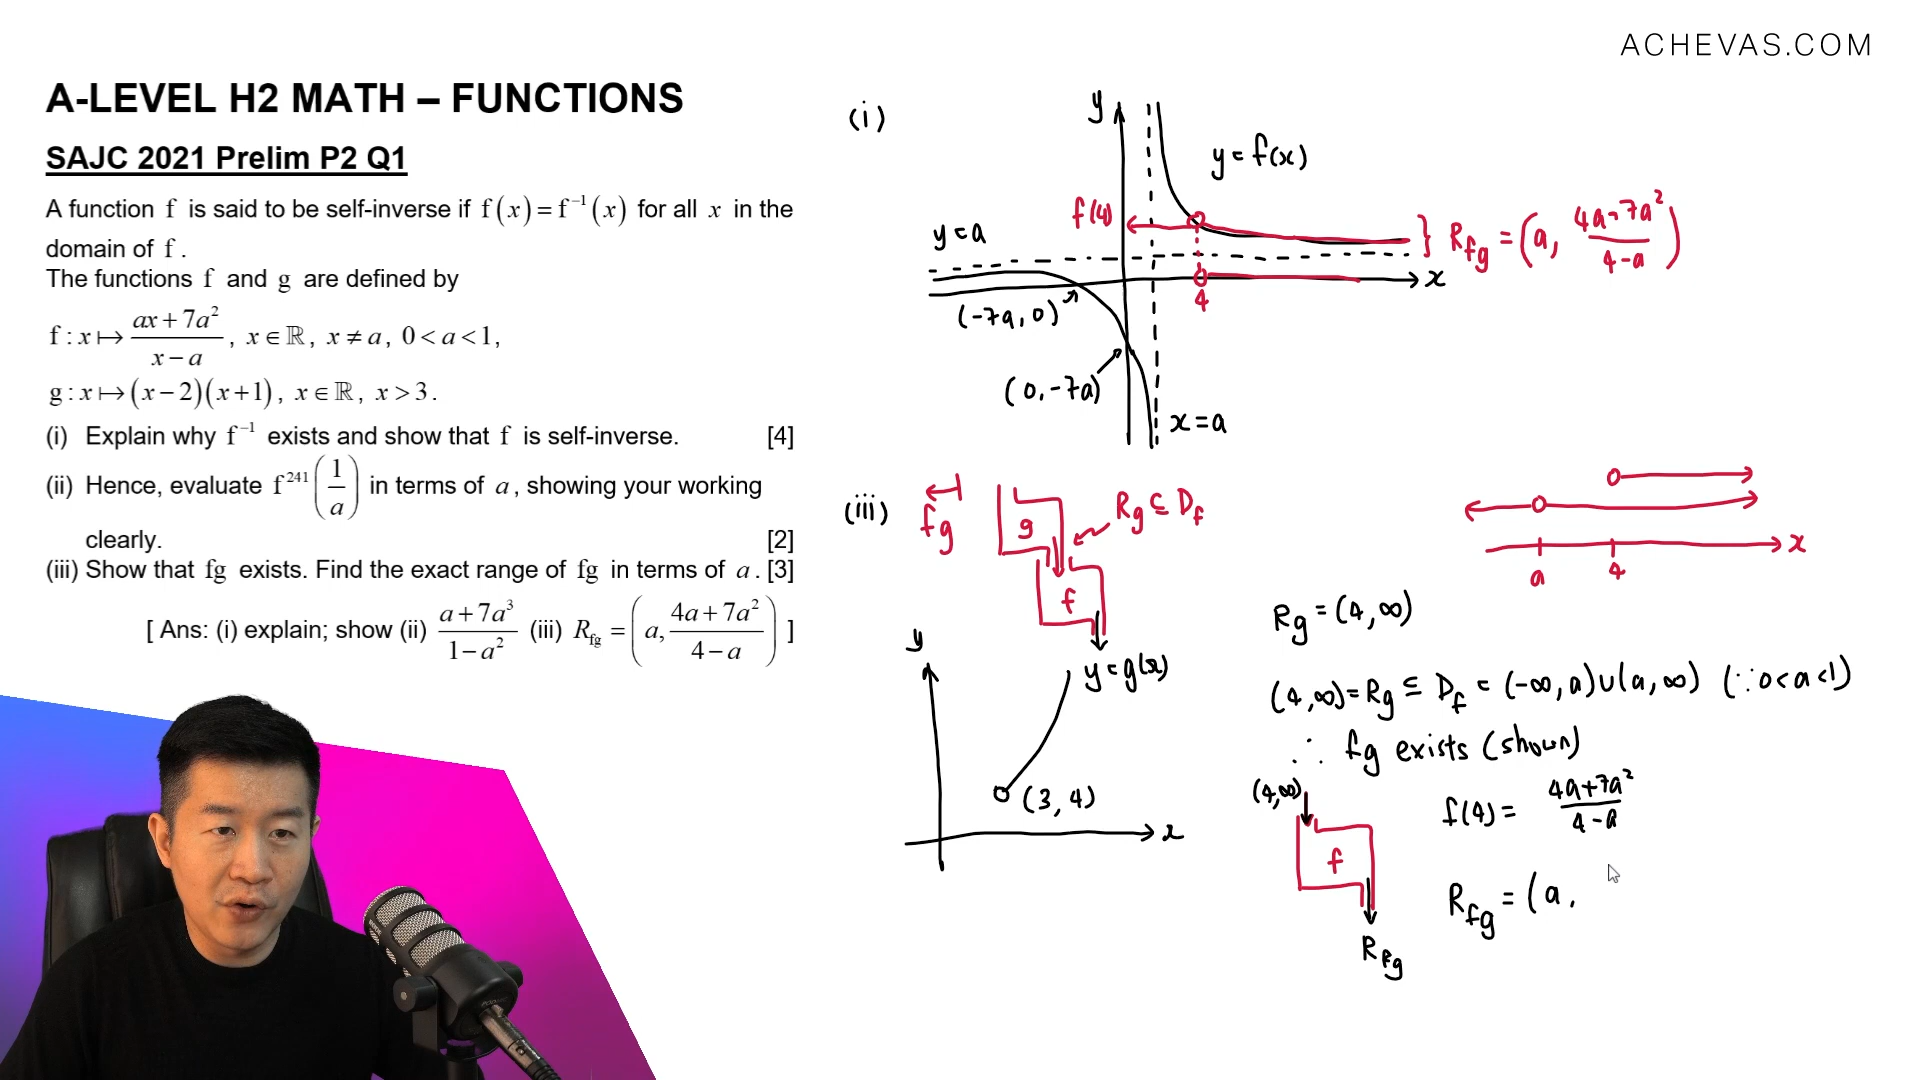 ACHEVAS.COM
A-LEVEL H2 MATH – FUNCTIONS
SAJC 2021 Prelim P2 Q1
A function f is said to be self-inverse if f(x) = f⁻¹(x) for all x in the
domain of f.
The functions f and g are defined by
f : x ↦ (ax + 7a²)/(x − a), x ∈ ℝ, x ≠ a, 0 < a < 1,
g : x ↦ (x − 2)(x + 1), x ∈ ℝ, x > 3.
(i) Explain why f⁻¹ exists and show that f is self-inverse. [4]
(ii) Hence, evaluate f²⁴¹(1/a) in terms of a, showing your working
clearly. [2]
(iii) Show that fg exists. Find the exact range of fg in terms of a. [3]
[ Ans: (i) explain; show (ii) (a + 7a³)/(1 − a²) (iii) R_fg = (a, (4a + 7a²)/(4 − a)) ]
(i)
y
y = f(x)
f(4)
y = a
} R_fg = (a, (4a+7a²)/(4-a))
x
4
(-7a, 0)
(0, -7a)
x = a
(iii)
fg
g
R_g ⊆ D_f
f
x
a
4
R_g = (4, ∞)
y
y = g(x)
(4, ∞) = R_g ⊆ D_f = (-∞, a) ∪ (a, ∞) (∵ 0 < a < 1)
∴ fg exists (shown)
(3, 4)
x
(4, ∞)
f(4) = (4a+7a²)/(4-a)
f
R_fg = (a,
R_fg